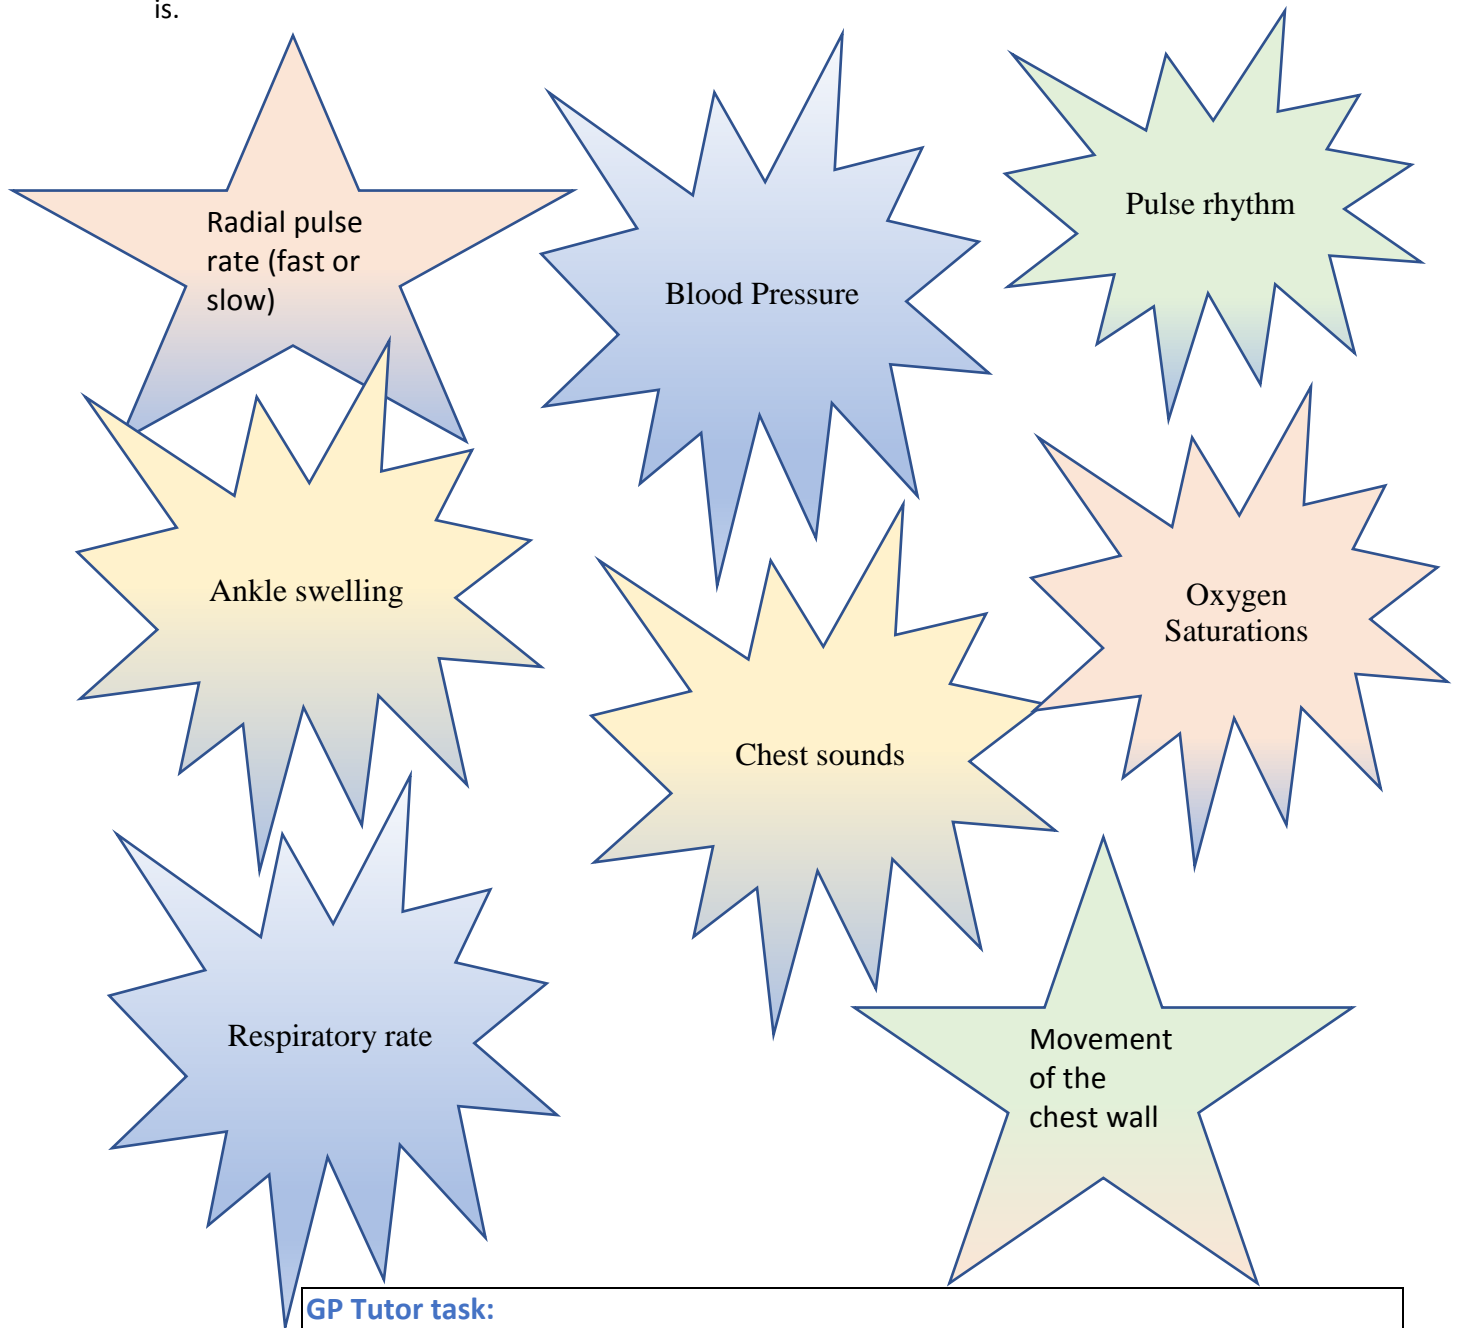 is.
Radial pulse
rate (fast or
slow)
Blood Pressure
Pulse rhythm
Ankle swelling
Chest sounds
Oxygen
Saturations
Respiratory rate
Movement
of the
chest wall
GP Tutor task: